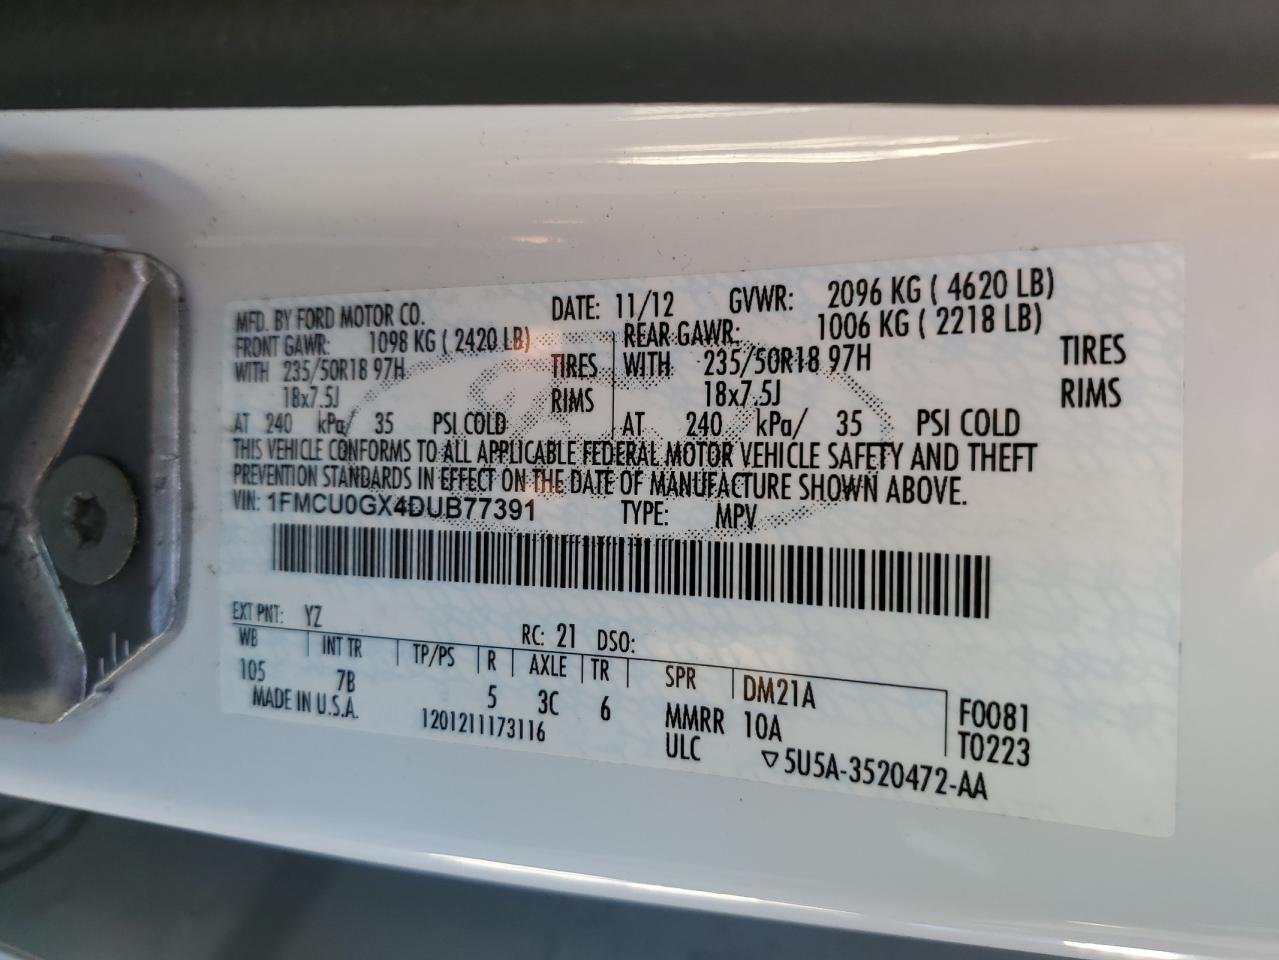 MFD. BY FORD MOTOR CO. DATE: 11/12 GVWR: 2096 KG ( 4620 LB)
FRONT GAWR: 1098 KG ( 2420 LB) REAR GAWR: 1006 KG ( 2218 LB)
WITH 235/50R18 97H TIRES WITH 235/50R18 97H TIRES
18x7.5J RIMS 18x7.5J RIMS
AT 240 kPa/ 35 PSI COLD AT 240 kPa/ 35 PSI COLD
THIS VEHICLE CONFORMS TO ALL APPLICABLE FEDERAL MOTOR VEHICLE SAFETY AND THEFT
PREVENTION STANDARDS IN EFFECT ON THE DATE OF MANUFACTURE SHOWN ABOVE.
VIN: 1FMCU0GX4DUB77391 TYPE: MPV
EXT PNT: YZ RC: 21 DSO:
WB INT TR TP/PS R AXLE TR SPR DM21A F0081
105 7B 5 3C 6 MMRR 10A T0223
MADE IN U.S.A. 1201211173116 ULC ▽5U5A-3520472-AA